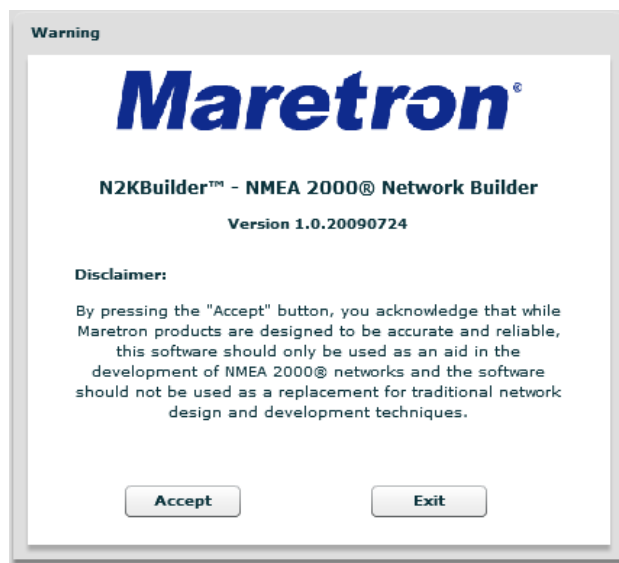 Warning
Maretron®
N2KBuilder™ - NMEA 2000® Network Builder
Version 1.0.20090724
Disclaimer:
By pressing the "Accept" button, you acknowledge that while
Maretron products are designed to be accurate and reliable,
this software should only be used as an aid in the
development of NMEA 2000® networks and the software
should not be used as a replacement for traditional network
design and development techniques.
Accept
Exit